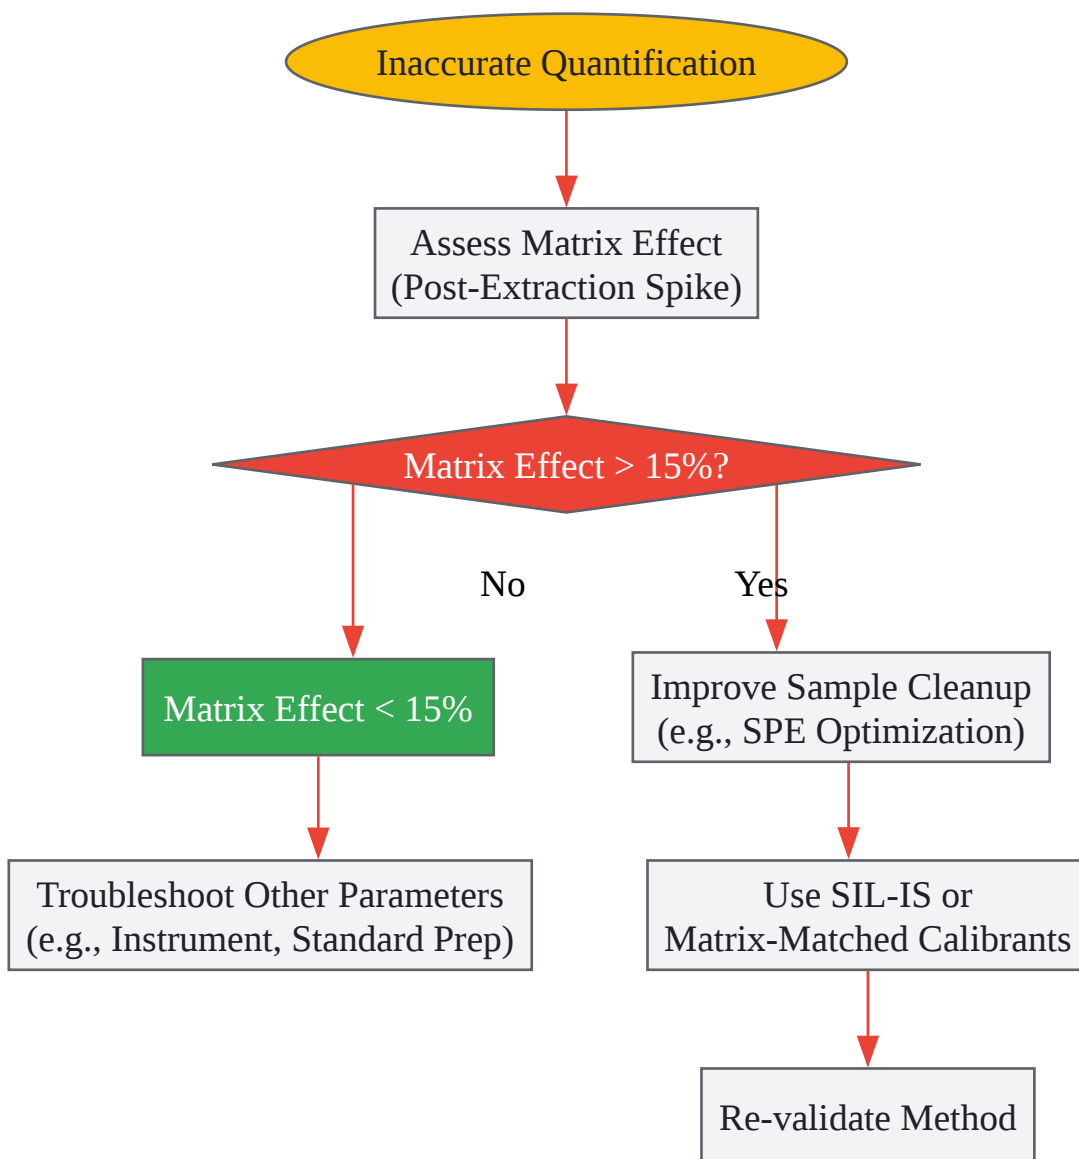 Inaccurate Quantification
Assess Matrix Effect
(Post-Extraction Spike)
Matrix Effect > 15%?
No
Yes
Matrix Effect < 15%
Improve Sample Cleanup
(e.g., SPE Optimization)
Troubleshoot Other Parameters
(e.g., Instrument, Standard Prep)
Use SIL-IS or
Matrix-Matched Calibrants
Re-validate Method